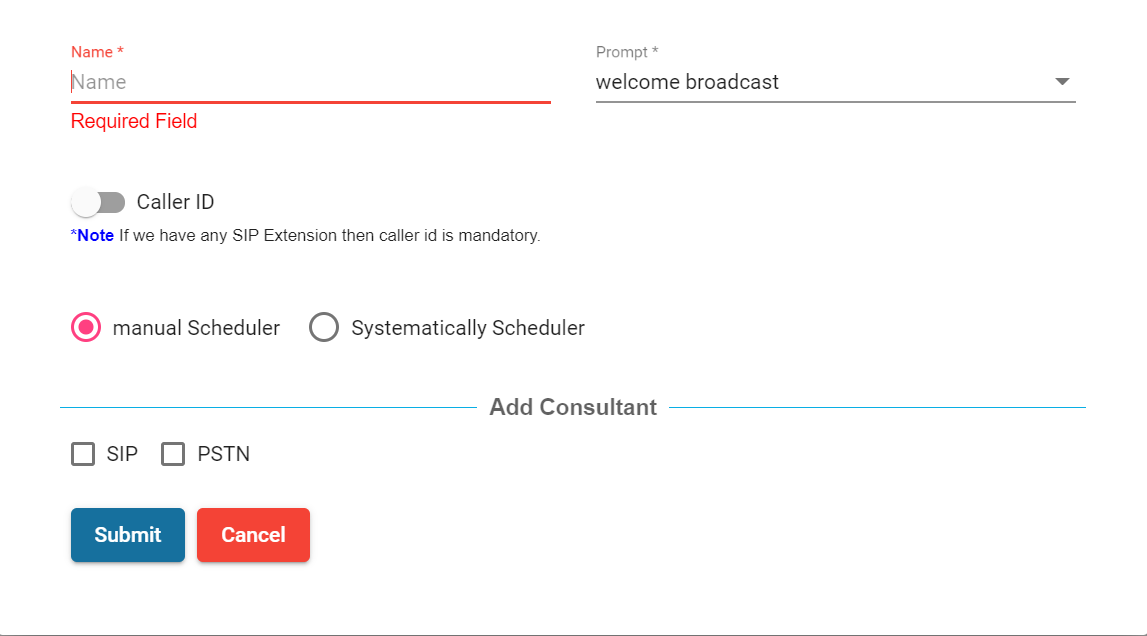 Name * Prompt *
Name welcome broadcast
Required Field
Caller ID
*Note If we have any SIP Extension then caller id is mandatory.
manual Scheduler Systematically Scheduler
Add Consultant
SIP PSTN
Submit Cancel